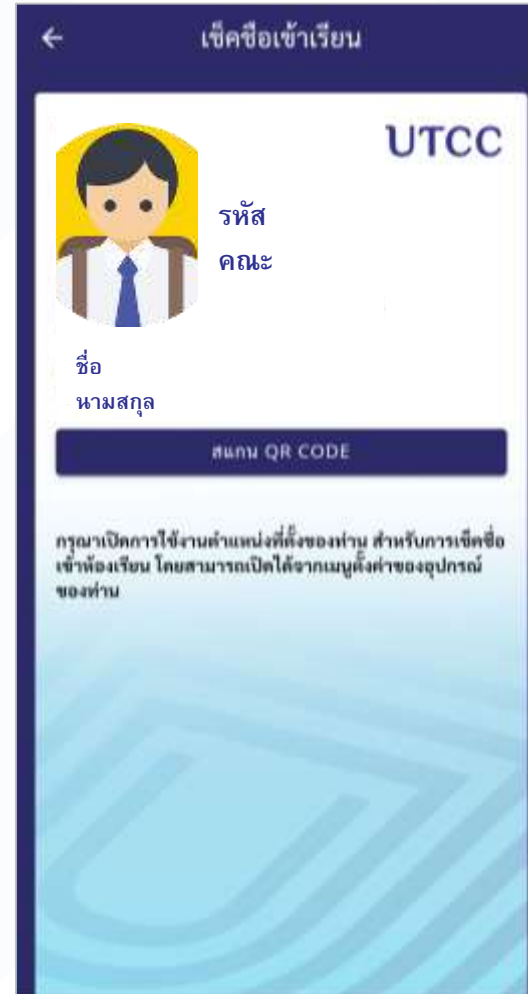 เช็คชื่อเข้าเรียน
UTCC
รหัส
คณะ
ชื่อ
นามสกุล
สแกน QR CODE
กรุณาเปิดการใช้งานตำแหน่งที่ตั้งของท่าน สำหรับการเช็คชื่อ
เข้าห้องเรียน โดยสามารถเปิดได้จากเมนูตั้งค่าของอุปกรณ์
ของท่าน